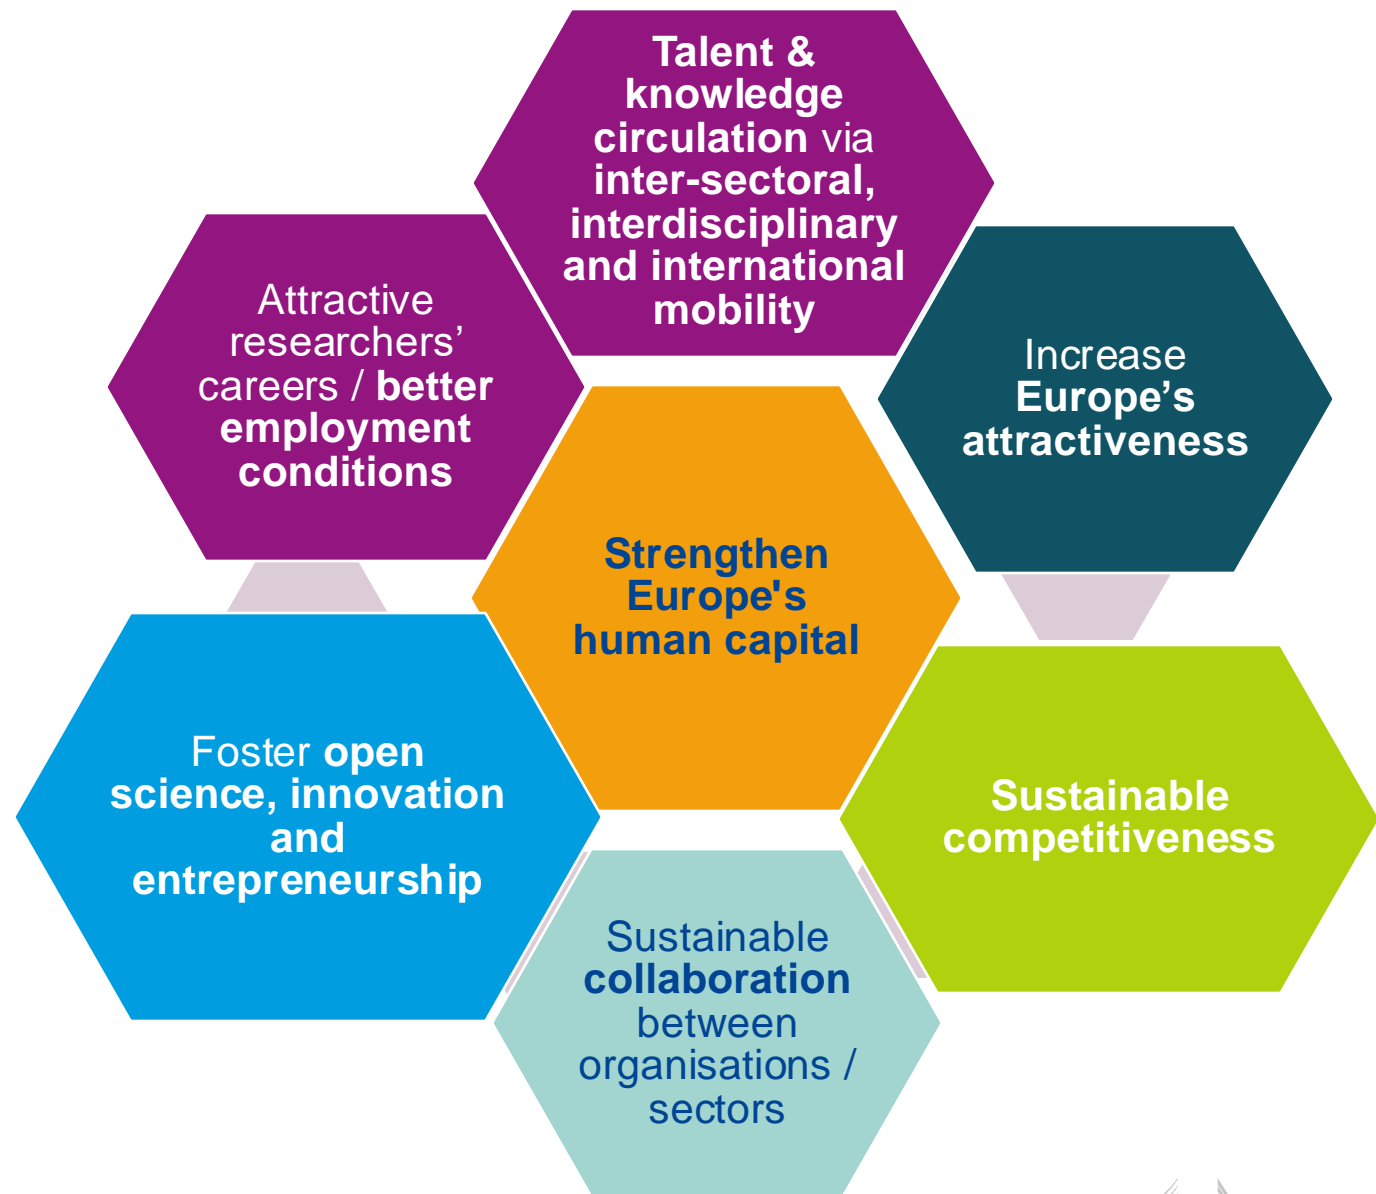 Talent &
knowledge
circulation via
inter-sectoral,
interdisciplinary
and international
mobility
Attractive
researchers’
careers / better
employment
conditions
Increase
Europe’s
attractiveness
Strengthen
Europe's
human capital
Foster open
science, innovation
and
entrepreneurship
Sustainable
competitiveness
Sustainable
collaboration
between
organisations /
sectors